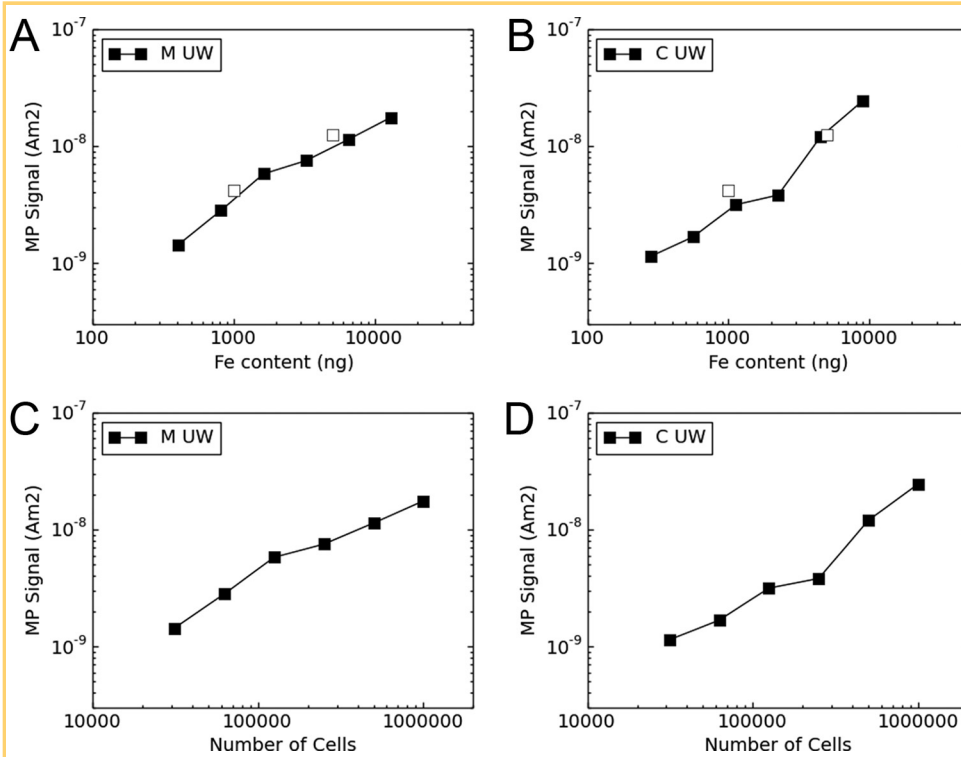 A
M UW
10⁻⁷
10⁻⁸
10⁻⁹
MP Signal (Am2)
100
1000
10000
Fe content (ng)
B
C UW
10⁻⁷
10⁻⁸
10⁻⁹
MP Signal (Am2)
100
1000
10000
Fe content (ng)
C
M UW
10⁻⁷
10⁻⁸
10⁻⁹
MP Signal (Am2)
10000
100000
1000000
Number of Cells
D
C UW
10⁻⁷
10⁻⁸
10⁻⁹
MP Signal (Am2)
10000
100000
1000000
Number of Cells